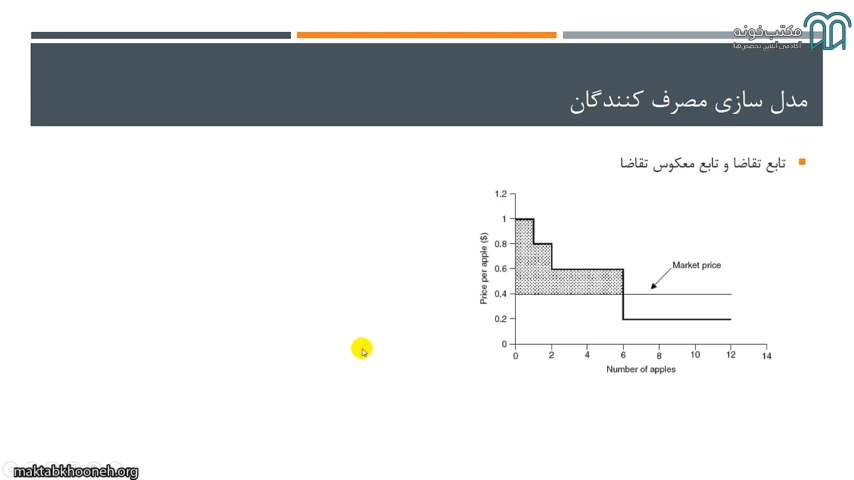 مکتب‌خونه
آکادمی آنلاین تخصص‌ها
مدل سازی مصرف کنندگان
تابع تقاضا و تابع معکوس تقاضا
1.2
1
0.8
0.6
0.4
0.2
0
Price per apple ($)
Market price
0 2 4 6 8 10 12 14
Number of apples
maktabkhooneh.org